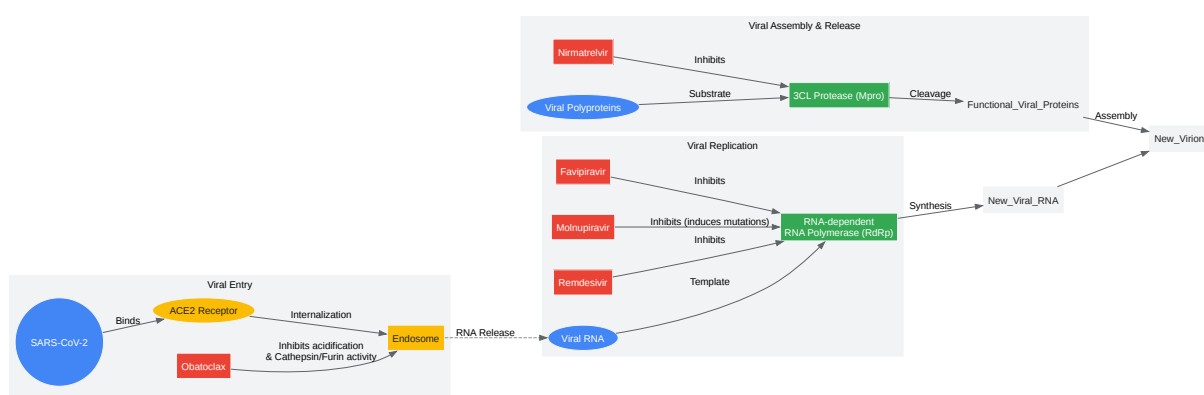 Viral Assembly & Release
Nirmatrelvir
Inhibits
Viral Polyproteins
Substrate
3CL Protease (Mpro)
Cleavage
Functional_Viral_Proteins
Assembly
New_Virion
Viral Replication
Favipiravir
Inhibits
Molnupiravir
Inhibits (induces mutations)
RNA-dependent
RNA Polymerase (RdRp)
Inhibits
Remdesivir
Template
Synthesis
New_Viral_RNA
Viral RNA
Viral Entry
SARS-CoV-2
Binds
ACE2 Receptor
Internalization
Endosome
RNA Release
Inhibits acidification
& Cathepsin/Furin activity
Obatoclax